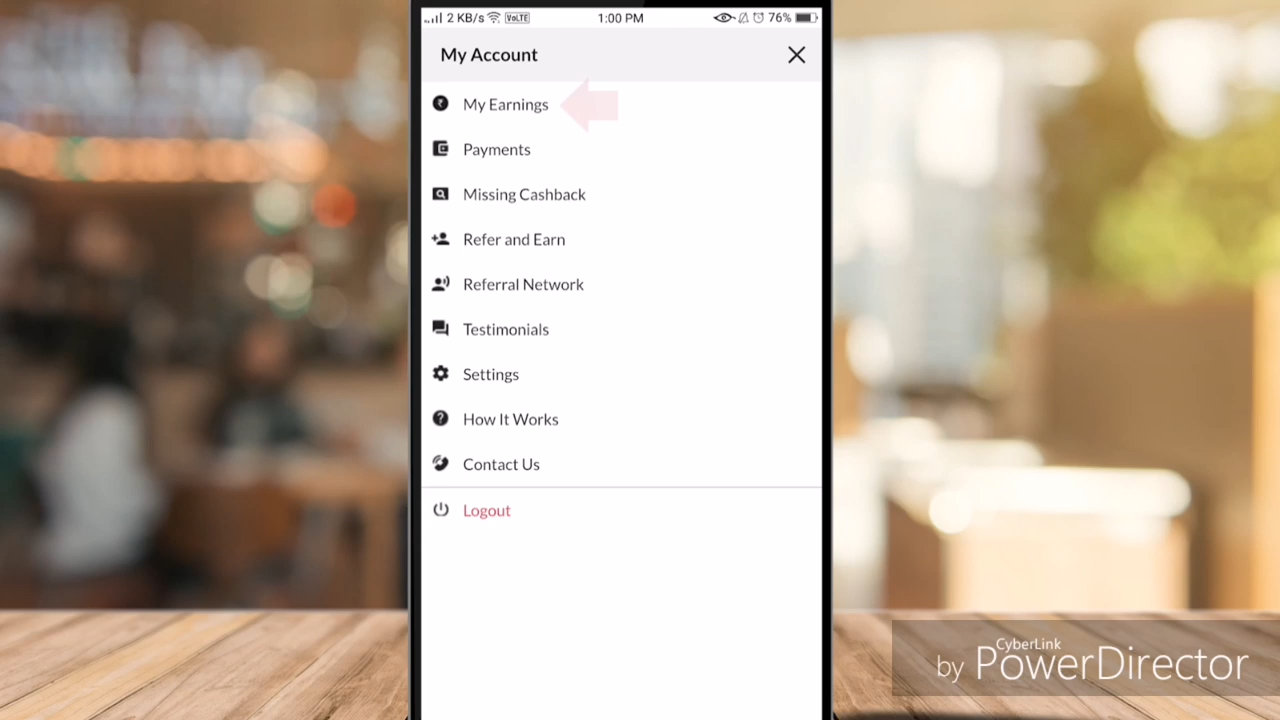 2 KB/s VoLTE 1:00 PM 76%
My Account
My Earnings
Payments
Missing Cashback
Refer and Earn
Referral Network
Testimonials
Settings
How It Works
Contact Us
Logout
CyberLink
by PowerDirector